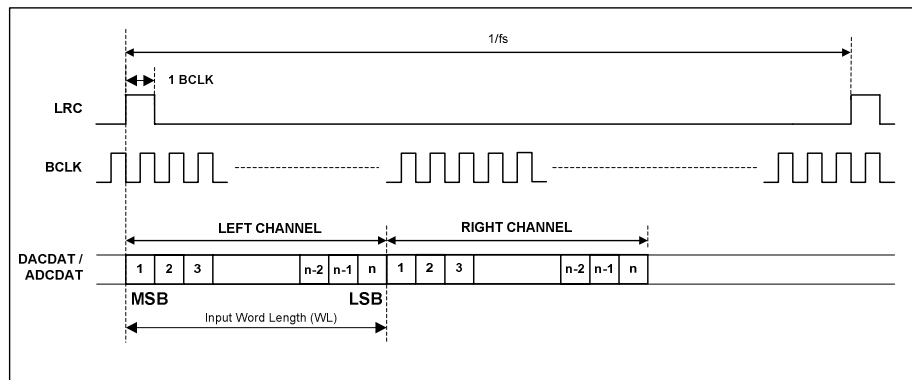 1/fs
1 BCLK
LRC
BCLK
LEFT CHANNEL
RIGHT CHANNEL
DACDAT /
ADCDAT
1 2 3 n-2 n-1 n 1 2 3 n-2 n-1 n
MSB
LSB
Input Word Length (WL)